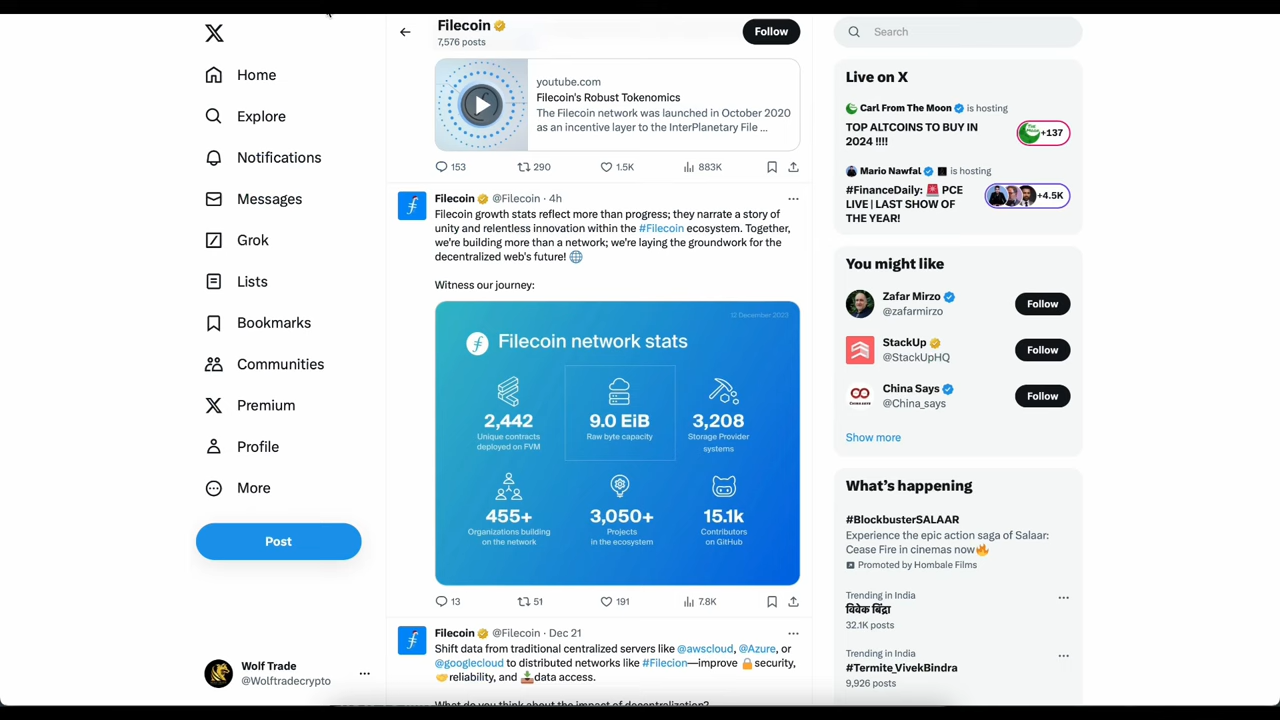 Home
Explore
Notifications
Messages
Grok
Lists
Bookmarks
Communities
Premium
Profile
More
Post
Wolf Trade
@Wolftradecrypto
Filecoin
7,576 posts
Follow
youtube.com
Filecoin's Robust Tokenomics
The Filecoin network was launched in October 2020
as an incentive layer to the InterPlanetary File ...
153 290 1.5K 883K
Filecoin @Filecoin · 4h
Filecoin growth stats reflect more than progress; they narrate a story of
unity and relentless innovation within the #Filecoin ecosystem. Together,
we're building more than a network; we're laying the groundwork for the
decentralized web's future! 🌐
Witness our journey:
12 December 2023
Filecoin network stats
2,442
Unique contracts
deployed on FVM
9.0 EiB
Raw byte capacity
3,208
Storage Provider
systems
455+
Organizations building
on the network
3,050+
Projects
in the ecosystem
15.1k
Contributors
on GitHub
13 51 191 7.8K
Filecoin @Filecoin · Dec 21
Shift data from traditional centralized servers like @awscloud, @Azure, or
@googlecloud to distributed networks like #Filecion—improve 🔒security,
🤝reliability, and 📥data access.
What do you think about the impact of decentralization?
Search
Live on X
Carl From The Moon is hosting
TOP ALTCOINS TO BUY IN
2024 !!!!
+137
Mario Nawfal is hosting
#FinanceDaily: 🚨 PCE
LIVE | LAST SHOW OF
THE YEAR!
+4.5K
You might like
Zafar Mirzo
@zafarmirzo
Follow
StackUp
@StackUpHQ
Follow
China Says
@China_says
Follow
Show more
What's happening
#BlockbusterSALAAR
Experience the epic action saga of Salaar:
Cease Fire in cinemas now🔥
Promoted by Hombale Films
Trending in India
विवेक बिंद्रा
32.1K posts
Trending in India
#Termite_VivekBindra
9,926 posts